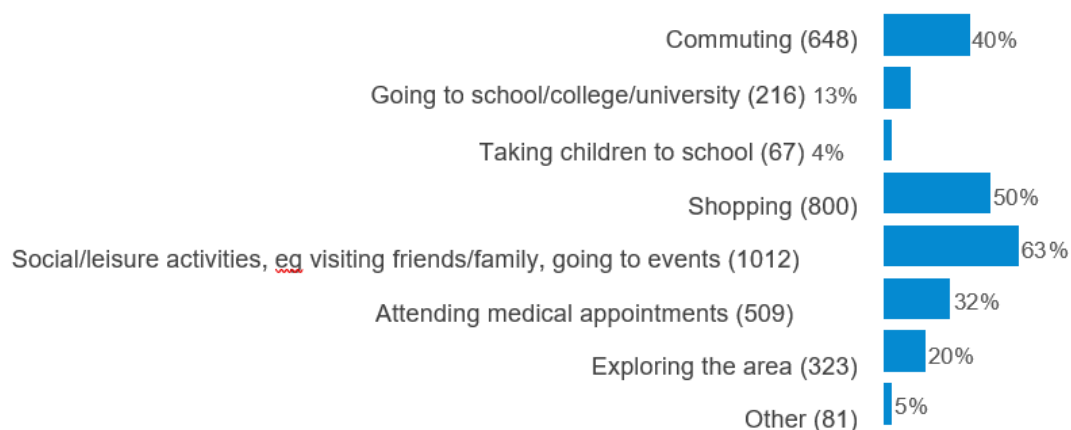 Commuting (648) 40%
Going to school/college/university (216) 13%
Taking children to school (67) 4%
Shopping (800) 50%
Social/leisure activities, eg visiting friends/family, going to events (1012) 63%
Attending medical appointments (509) 32%
Exploring the area (323) 20%
Other (81) 5%